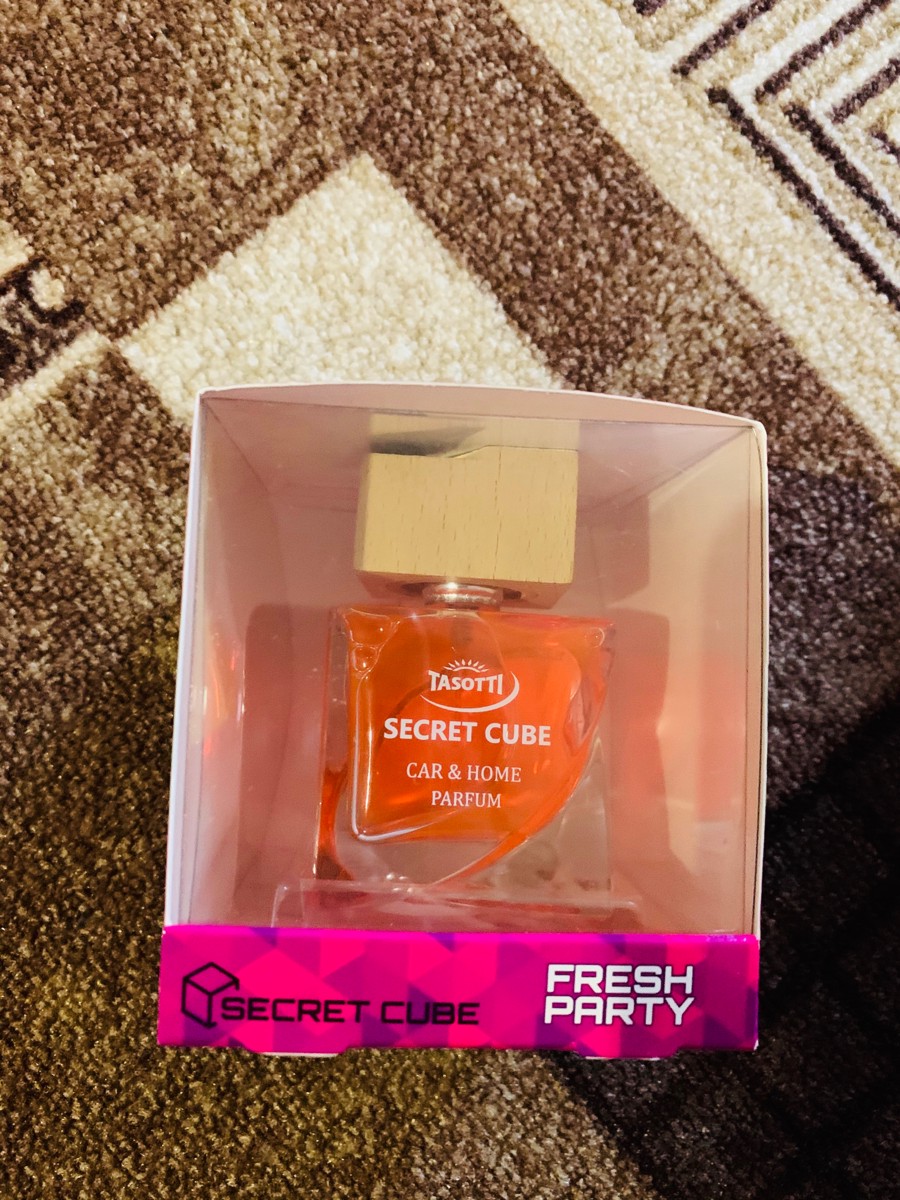 TASOTTI
SECRET CUBE
CAR & HOME
PARFUM
SECRET CUBE
FRESH
PARTY